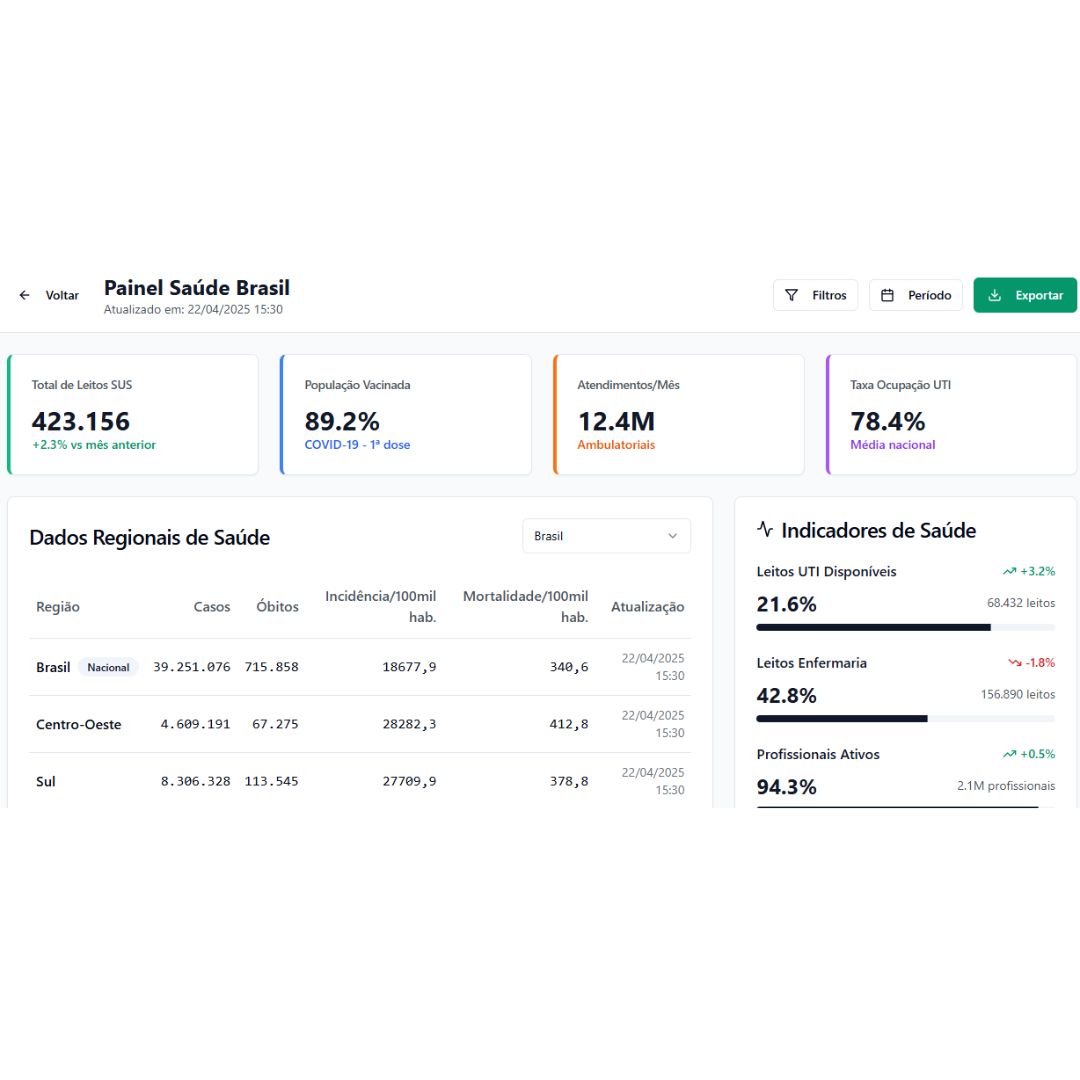 Voltar
Painel Saúde Brasil
Atualizado em: 22/04/2025 15:30
Filtros
Período
Exportar
Total de Leitos SUS
423.156
+2.3% vs mês anterior
População Vacinada
89.2%
COVID-19 - 1ª dose
Atendimentos/Mês
12.4M
Ambulatoriais
Taxa Ocupação UTI
78.4%
Média nacional
Dados Regionais de Saúde
Brasil
Região Casos Óbitos Incidência/100mil hab. Mortalidade/100mil hab. Atualização
Brasil Nacional 39.251.076 715.858 18677,9 340,6 22/04/2025 15:30
Centro-Oeste 4.609.191 67.275 28282,3 412,8 22/04/2025 15:30
Sul 8.306.328 113.545 27709,9 378,8 22/04/2025 15:30
Indicadores de Saúde
Leitos UTI Disponíveis +3.2%
21.6% 68.432 leitos
Leitos Enfermaria -1.8%
42.8% 156.890 leitos
Profissionais Ativos +0.5%
94.3% 2.1M profissionais